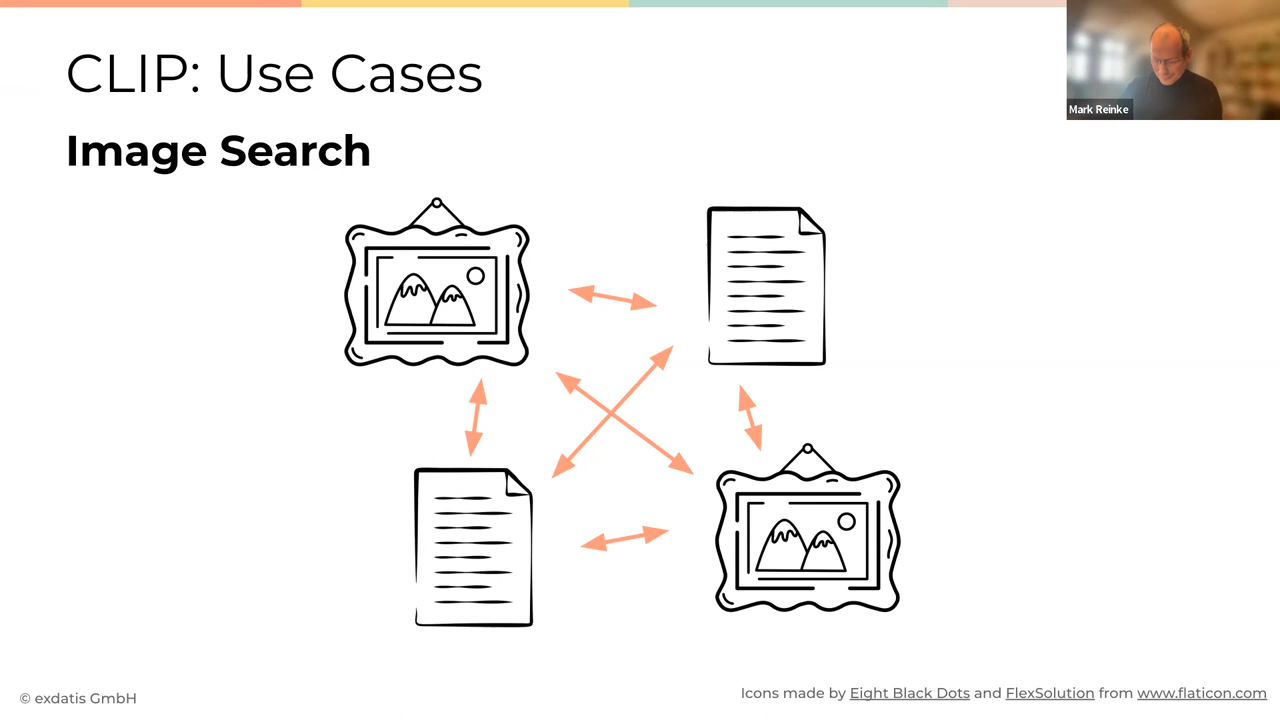 CLIP: Use Cases
Mark Reinke
Image Search
© exdatis GmbH
Icons made by Eight Black Dots and FlexSolution from www.flaticon.com